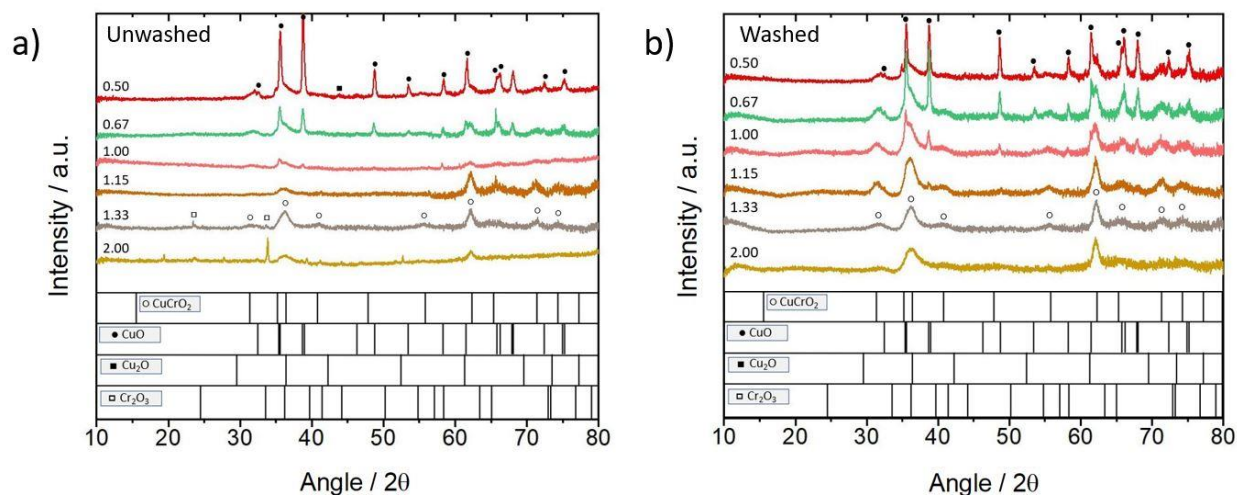 a)
Unwashed
0.50
0.67
1.00
1.15
1.33
2.00
Intensity / a.u.
CuCrO₂
CuO
Cu₂O
Cr₂O₃
10 20 30 40 50 60 70 80
Angle / 2θ
b)
Washed
0.50
0.67
1.00
1.15
1.33
2.00
Intensity / a.u.
CuCrO₂
CuO
Cu₂O
Cr₂O₃
10 20 30 40 50 60 70 80
Angle / 2θ